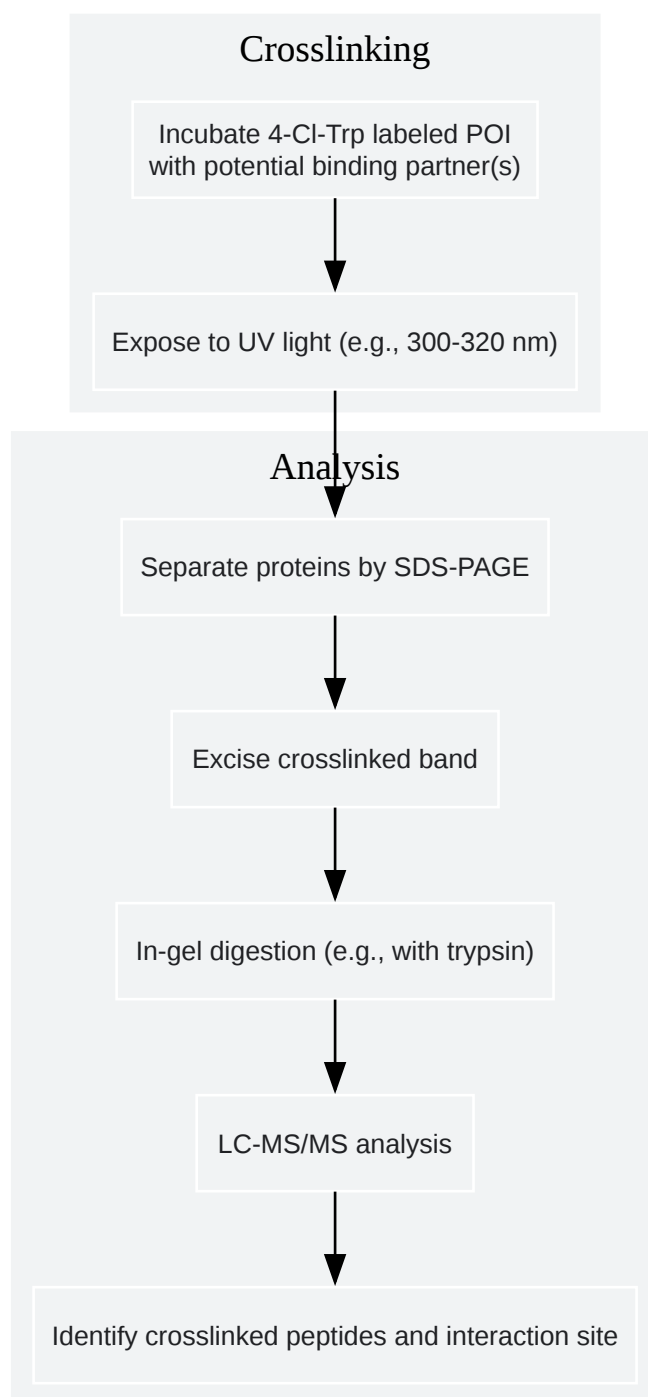 Crosslinking
Incubate 4-Cl-Trp labeled POI
with potential binding partner(s)
Expose to UV light (e.g., 300-320 nm)
Analysis
Separate proteins by SDS-PAGE
Excise crosslinked band
In-gel digestion (e.g., with trypsin)
LC-MS/MS analysis
Identify crosslinked peptides and interaction site